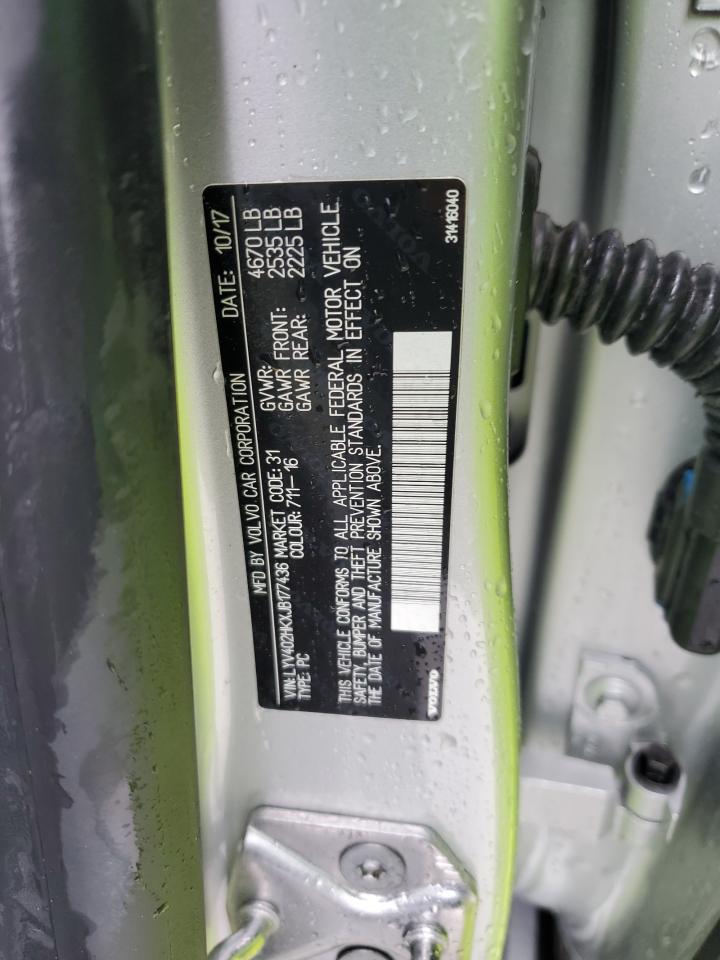 MFD BY VOLVO CAR CORPORATION DATE: 10/17
VIN: LYV402HKXJB177436 MARKET CODE: 31 GVWR: 4670 LB
TYPE: PC COLOUR: 711-16 GAWR FRONT: 2535 LB
GAWR REAR: 2225 LB
THIS VEHICLE CONFORMS TO ALL APPLICABLE FEDERAL MOTOR VEHICLE
SAFETY, BUMPER AND THEFT PREVENTION STANDARDS IN EFFECT ON
THE DATE OF MANUFACTURE SHOWN ABOVE.
VOLVO 31416040